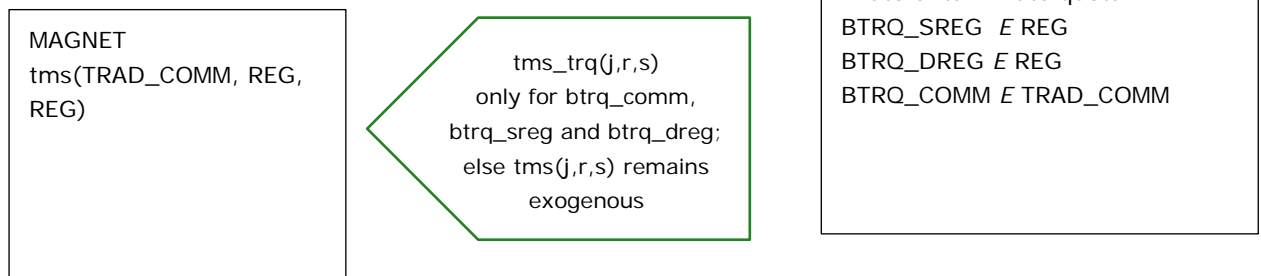 MAGNET
tms(TRAD_COMM, REG,
REG)
tms_trq(j,r,s)
only for btrq_comm,
btrq_sreg and btrq_dreg;
else tms(j,r,s) remains
exogenous
BTRQ_SREG E REG
BTRQ_DREG E REG
BTRQ_COMM E TRAD_COMM